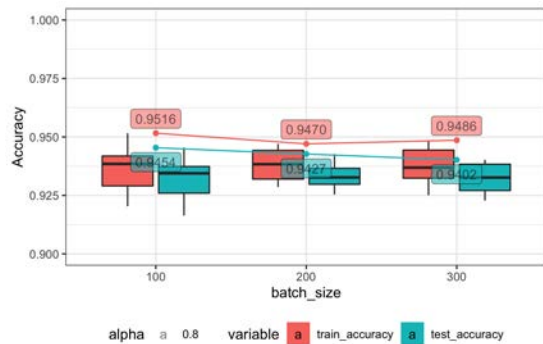 1.000
0.975
Accuracy
0.9516
0.9470
0.9486
0.950
0.9454
0.9427
0.9402
0.925
0.900
100 200 300
batch_size
alpha a 0.8 variable a train_accuracy a test_accuracy